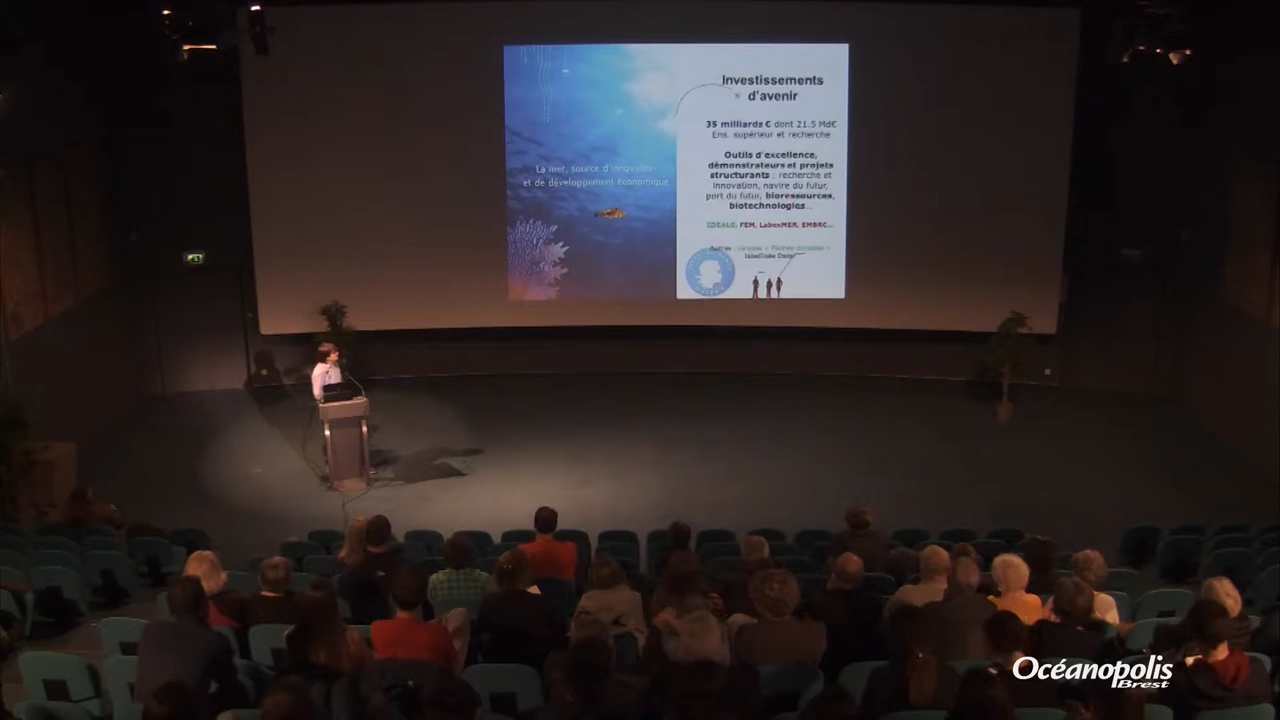 La mer, source d'innovation
et de développement économique
Investissements
d'avenir
35 milliards € dont 21.5 Md€
Ens. supérieur et recherche
Outils d'excellence,
démonstrateurs et projets
structurants : recherche et
innovation, navire du futur,
port du futur, bioressources,
biotechnologies...
IDEALG, FEM, LabexMER, EMBRC...
labellisée
Océanopolis
Brest